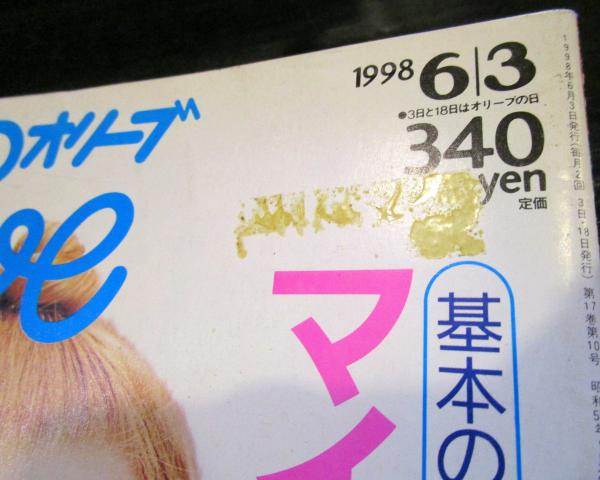 1998 6|3
●3日と18日はオリーブの日
340
yen
定価
オリーブ
マイ
基本の
1998年6月3日発行(毎月2回 3日・18日発行) 第17巻第10号 昭和5